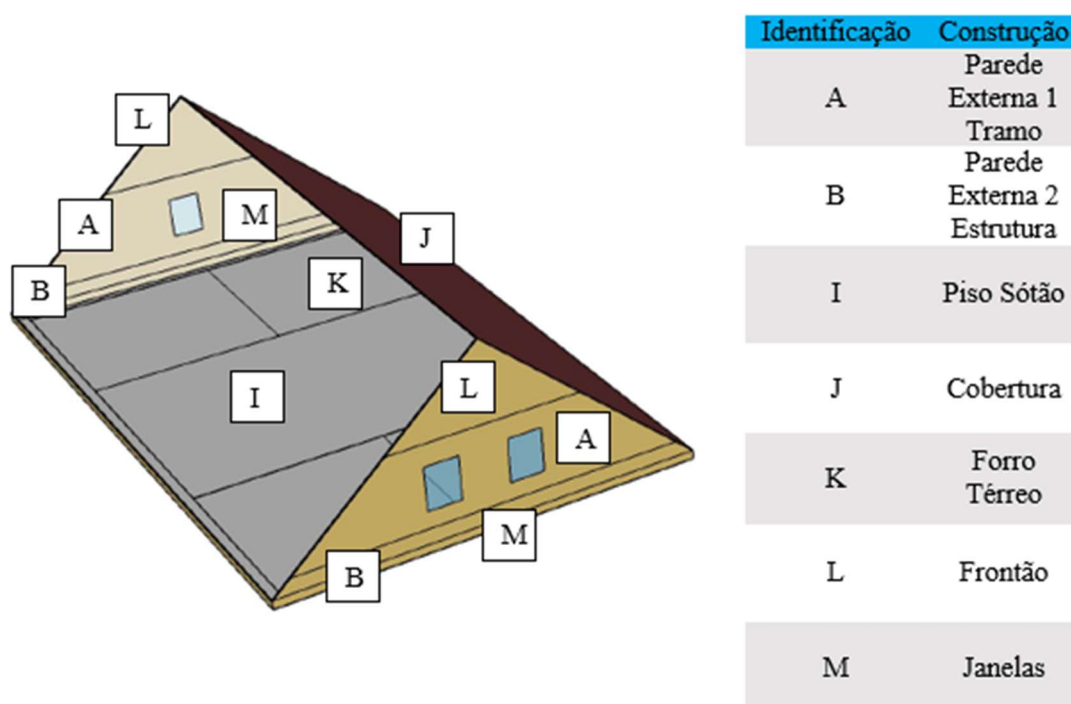 L
A
M
B
J
K
I
L
A
M
B
Identificação Construção
A
Parede
Externa 1
Tramo
B
Parede
Externa 2
Estrutura
I
Piso Sótão
J
Cobertura
K
Forro
Térreo
L
Frontão
M
Janelas